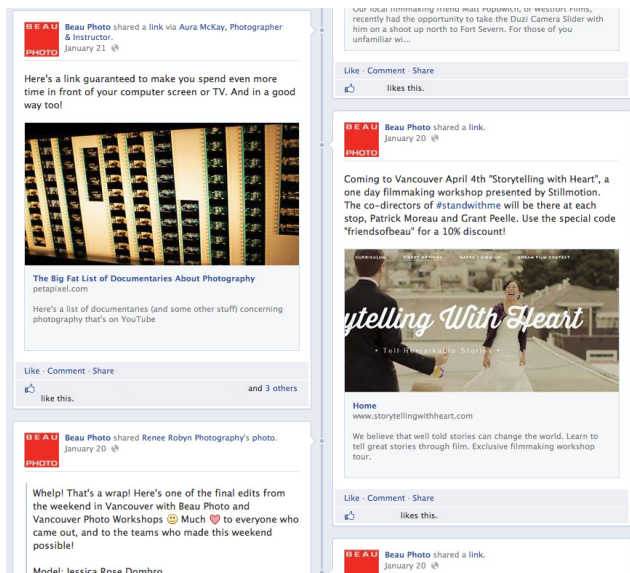 BEAU
PHOTO
Beau Photo shared a link via Aura McKay, Photographer
& Instructor.
January 21
Here's a link guaranteed to make you spend even more
time in front of your computer screen or TV. And in a good
way too!
The Big Fat List of Documentaries About Photography
petapixel.com
Here's a list of documentaries (and some other stuff) concerning
photography that's on YouTube
Like · Comment · Share
and 3 others
like this.
BEAU
PHOTO
Beau Photo shared Renee Robyn Photography's photo.
January 20
Whelp! That's a wrap! Here's one of the final edits from
the weekend in Vancouver with Beau Photo and
Vancouver Photo Workshops 🙂 Much ❤ to everyone who
came out, and to the teams who made this weekend
possible!
Model: Jessica Rose Dombro
Our local filmmaking friend Matt Popowich, of Westfort Films,
recently had the opportunity to take the Duzi Camera Slider with
him on a shoot up north to Fort Severn. For those of you
unfamiliar wi...
Like · Comment · Share
likes this.
BEAU
PHOTO
Beau Photo shared a link.
January 20
Coming to Vancouver April 4th "Storytelling with Heart", a
one day filmmaking workshop presented by Stillmotion.
The co-directors of #standwithme will be there at each
stop, Patrick Moreau and Grant Peelle. Use the special code
"friendsofbeau" for a 10% discount!
CURRICULUM TICKET OPTIONS DATES / SIGN UP DREAM FILM CONTEST
ytelling With Heart
• Tell Remarkable Stories •
Home
www.storytellingwithheart.com
We believe that well told stories can change the world. Learn to
tell great stories through film. Exclusive filmmaking workshop
tour.
Like · Comment · Share
likes this.
BEAU
PHOTO
Beau Photo shared a link.
January 20